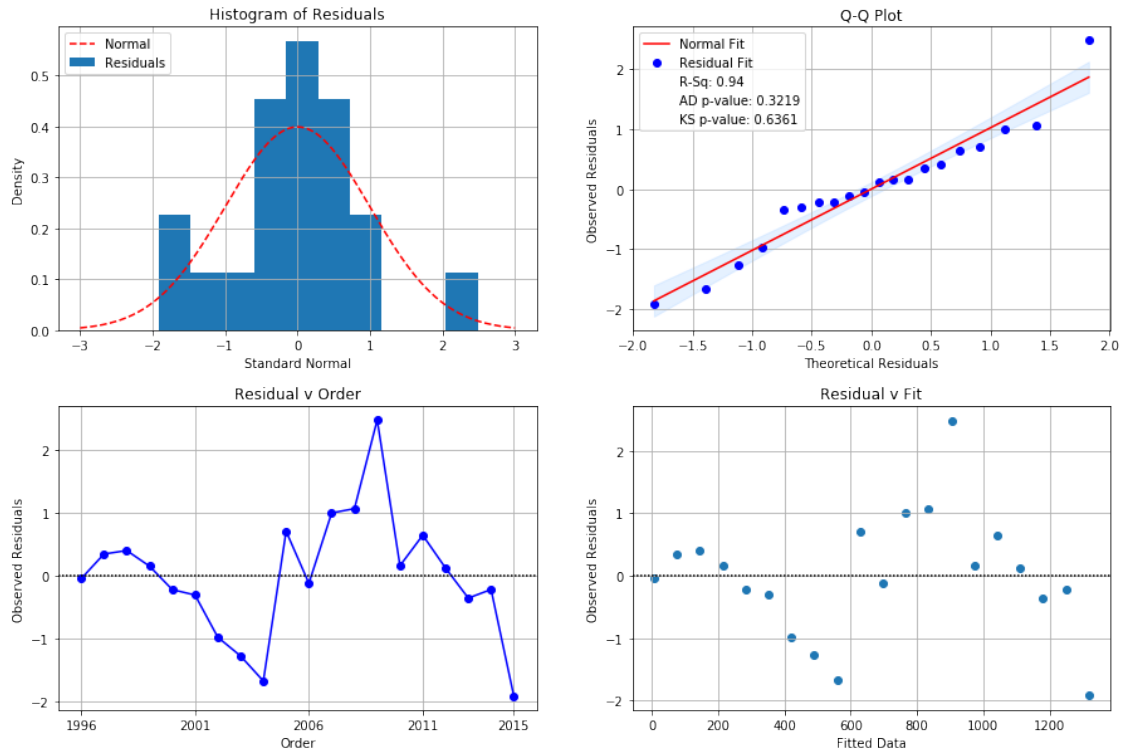 Histogram of Residuals
Normal
Residuals
Density
0.5
0.4
0.3
0.2
0.1
0.0
−3 −2 −1 0 1 2 3
Standard Normal
Q-Q Plot
Normal Fit
Residual Fit
R-Sq: 0.94
AD p-value: 0.3219
KS p-value: 0.6361
Observed Residuals
2
1
0
−1
−2
−2.0 −1.5 −1.0 −0.5 0.0 0.5 1.0 1.5 2.0
Theoretical Residuals
Residual v Order
Observed Residuals
2
1
0
−1
−2
1996 2001 2006 2011 2015
Order
Residual v Fit
Observed Residuals
2
1
0
−1
−2
0 200 400 600 800 1000 1200
Fitted Data